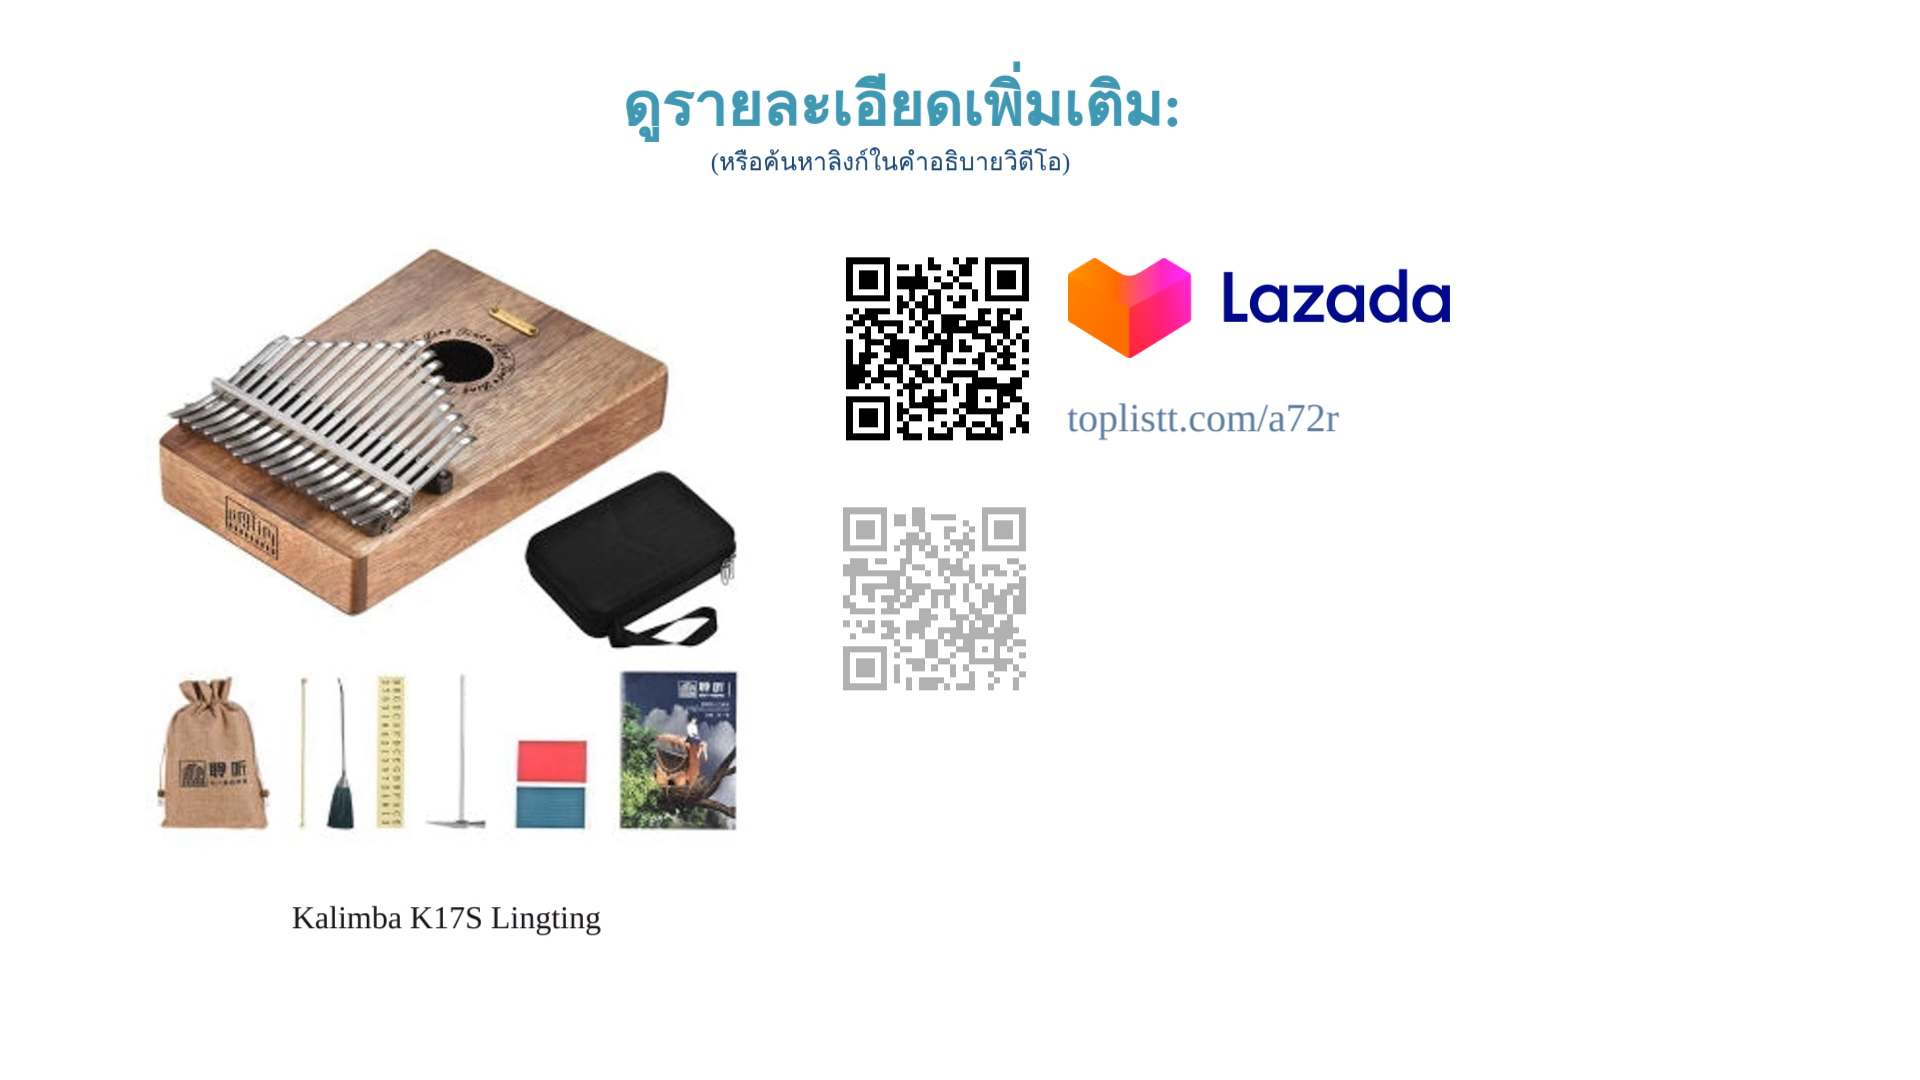 ดูรายละเอียดเพิ่มเติม:
(หรือค้นหาลิงก์ในคำอธิบายวิดีโอ)
Lazada
toplistt.com/a72r
聆听
Kalimba K17S Lingting